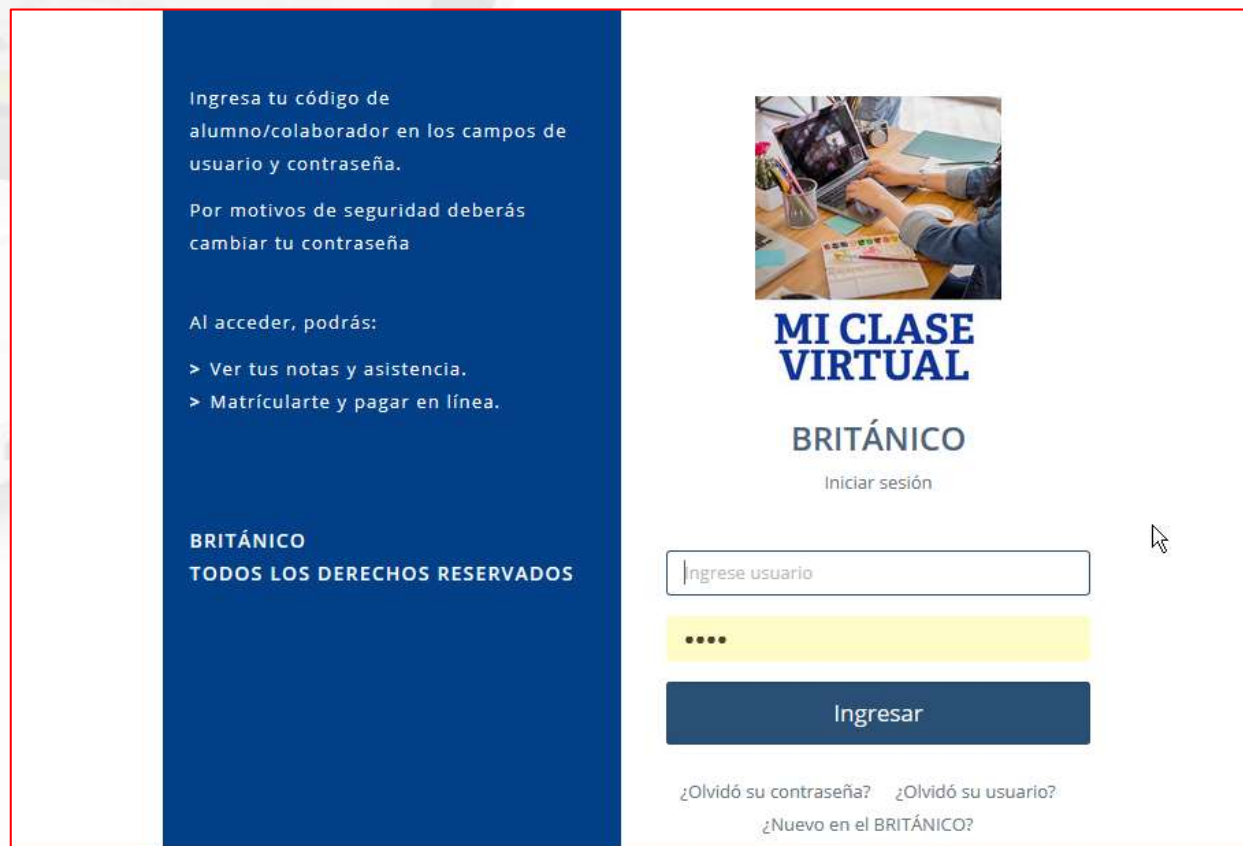 Ingresa tu código de
alumno/colaborador en los campos de
usuario y contraseña.
Por motivos de seguridad deberás
cambiar tu contraseña
Al acceder, podrás:
> Ver tus notas y asistencia.
> Matrícularte y pagar en línea.
BRITÁNICO
TODOS LOS DERECHOS RESERVADOS
MI CLASE
VIRTUAL
BRITÁNICO
Iniciar sesión
Ingrese usuario
••••
Ingresar
¿Olvidó su contraseña? ¿Olvidó su usuario?
¿Nuevo en el BRITÁNICO?